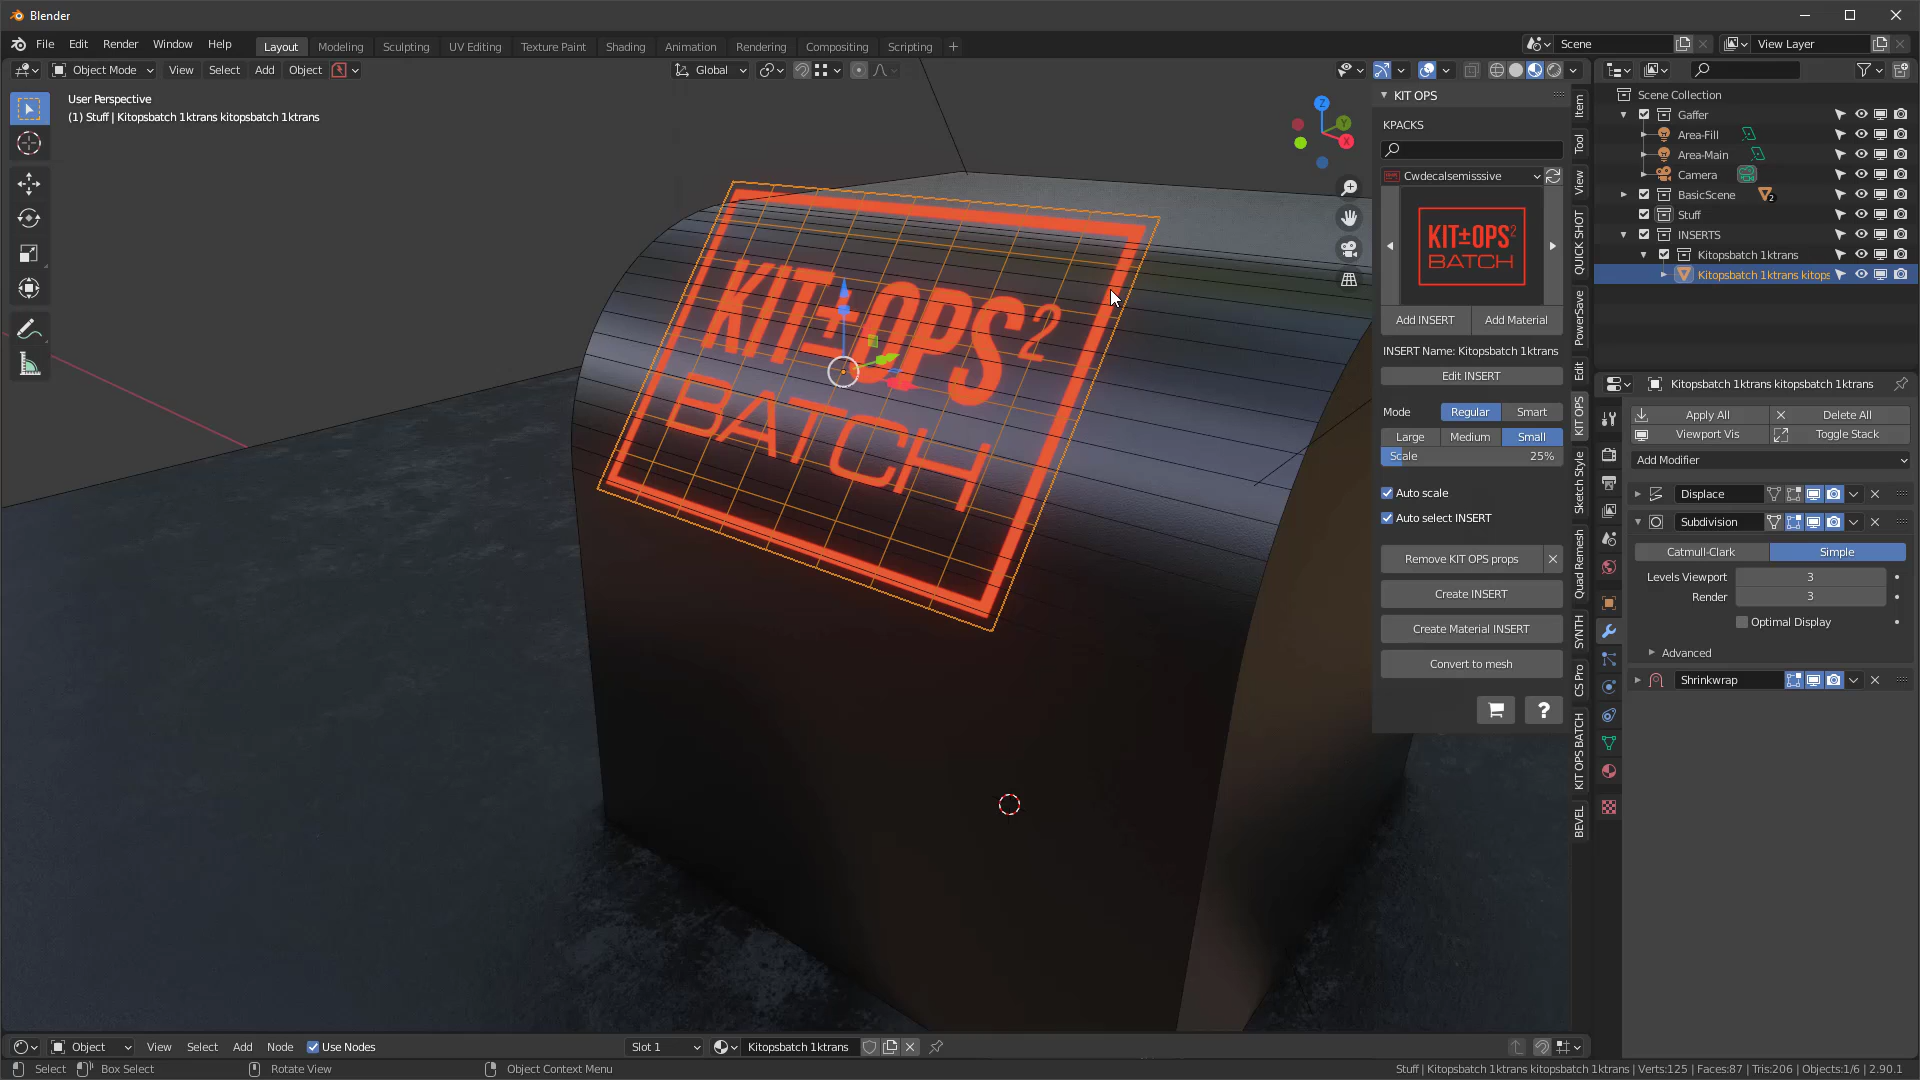 Blender
File Edit Render Window Help Layout Modeling Sculpting UV Editing Texture Paint Shading Animation Rendering Compositing Scripting + Scene View Layer
Object Mode View Select Add Object Global
User Perspective
(1) Stuff | Kitopsbatch 1ktrans kitopsbatch 1ktrans
KIT±OPS²
BATCH
Z
Y
X
KIT OPS
KPACKS
Cwdecalsemisssive
KIT±OPS²
BATCH
Add INSERT Add Material
INSERT Name: Kitopsbatch 1ktrans
Edit INSERT
Mode Regular Smart
Large Medium Small
Scale 25%
Auto scale
Auto select INSERT
Remove KIT OPS props
Create INSERT
Create Material INSERT
Convert to mesh
?
Item
Tool
View
QUICK SHOT
PowerSave
Edit
KIT OPS
Sketch Style
Quad Remesh
SYNTH
CS Pro
KIT OPS BATCH
BEVEL
Scene Collection
Gaffer
Area-Fill
Area-Main
Camera
BasicScene 2
Stuff
INSERTS
Kitopsbatch 1ktrans
Kitopsbatch 1ktrans kitops
Kitopsbatch 1ktrans kitopsbatch 1ktrans
Apply All Delete All
Viewport Vis Toggle Stack
Add Modifier
Displace
Subdivision
Catmull-Clark Simple
Levels Viewport 3
Render 3
Optimal Display
Advanced
Shrinkwrap
Object View Select Add Node Use Nodes Slot 1 Kitopsbatch 1ktrans
Select Box Select Rotate View Object Context Menu Stuff | Kitopsbatch 1ktrans kitopsbatch 1ktrans | Verts:125 | Faces:87 | Tris:206 | Objects:1/6 | 2.90.1